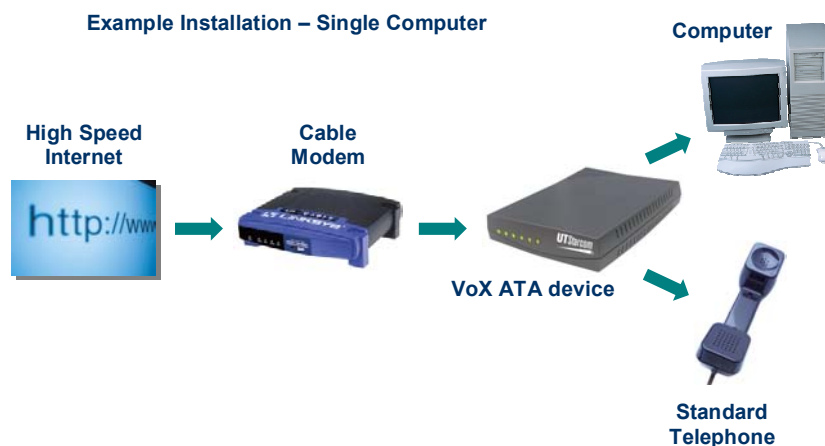 Example Installation – Single Computer
Computer
High Speed
Internet
Cable
Modem
http://www
LINKSYS
UTStarcom
VoX ATA device
Standard
Telephone